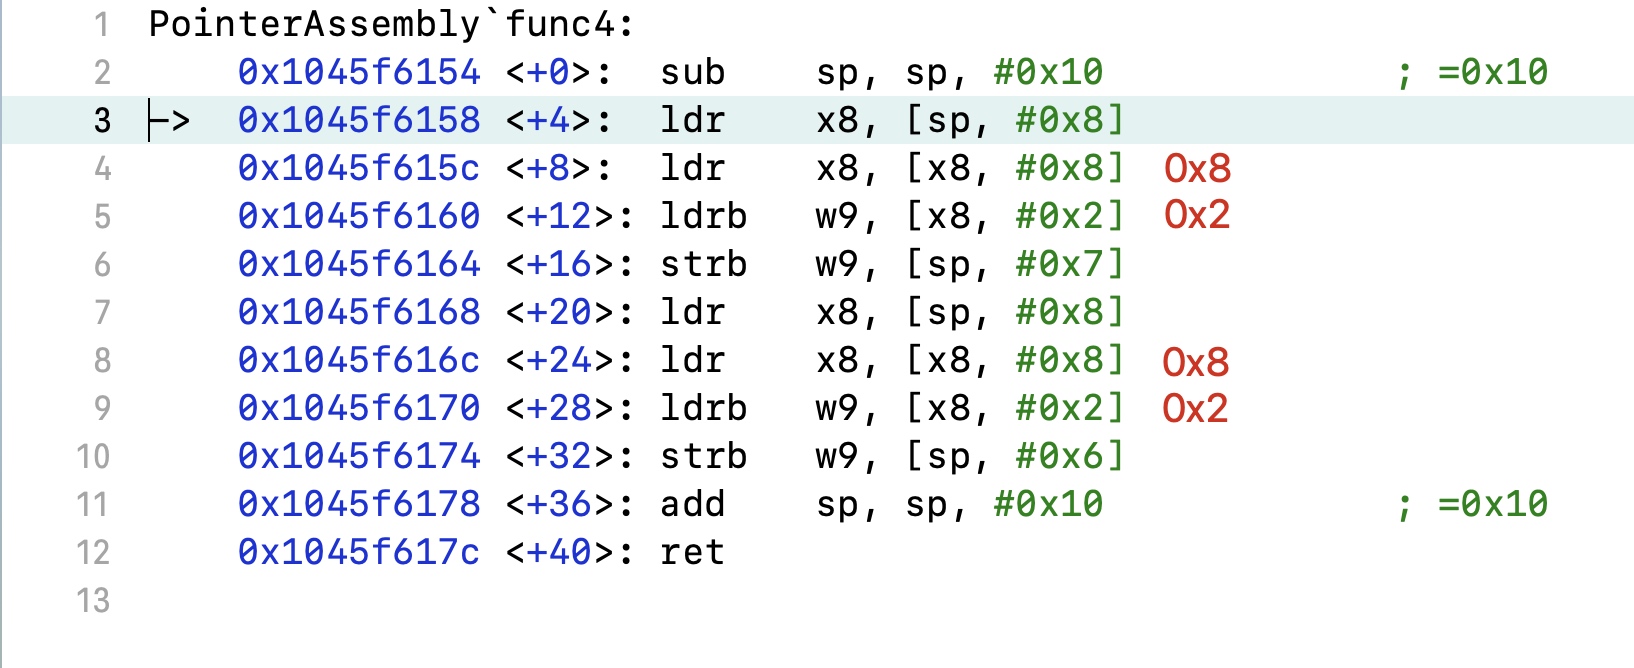 1 PointerAssembly`func4:
2 0x1045f6154 <+0>: sub sp, sp, #0x10 ; =0x10
3 -> 0x1045f6158 <+4>: ldr x8, [sp, #0x8]
4 0x1045f615c <+8>: ldr x8, [x8, #0x8] 0x8
5 0x1045f6160 <+12>: ldrb w9, [x8, #0x2] 0x2
6 0x1045f6164 <+16>: strb w9, [sp, #0x7]
7 0x1045f6168 <+20>: ldr x8, [sp, #0x8]
8 0x1045f616c <+24>: ldr x8, [x8, #0x8] 0x8
9 0x1045f6170 <+28>: ldrb w9, [x8, #0x2] 0x2
10 0x1045f6174 <+32>: strb w9, [sp, #0x6]
11 0x1045f6178 <+36>: add sp, sp, #0x10 ; =0x10
12 0x1045f617c <+40>: ret
13